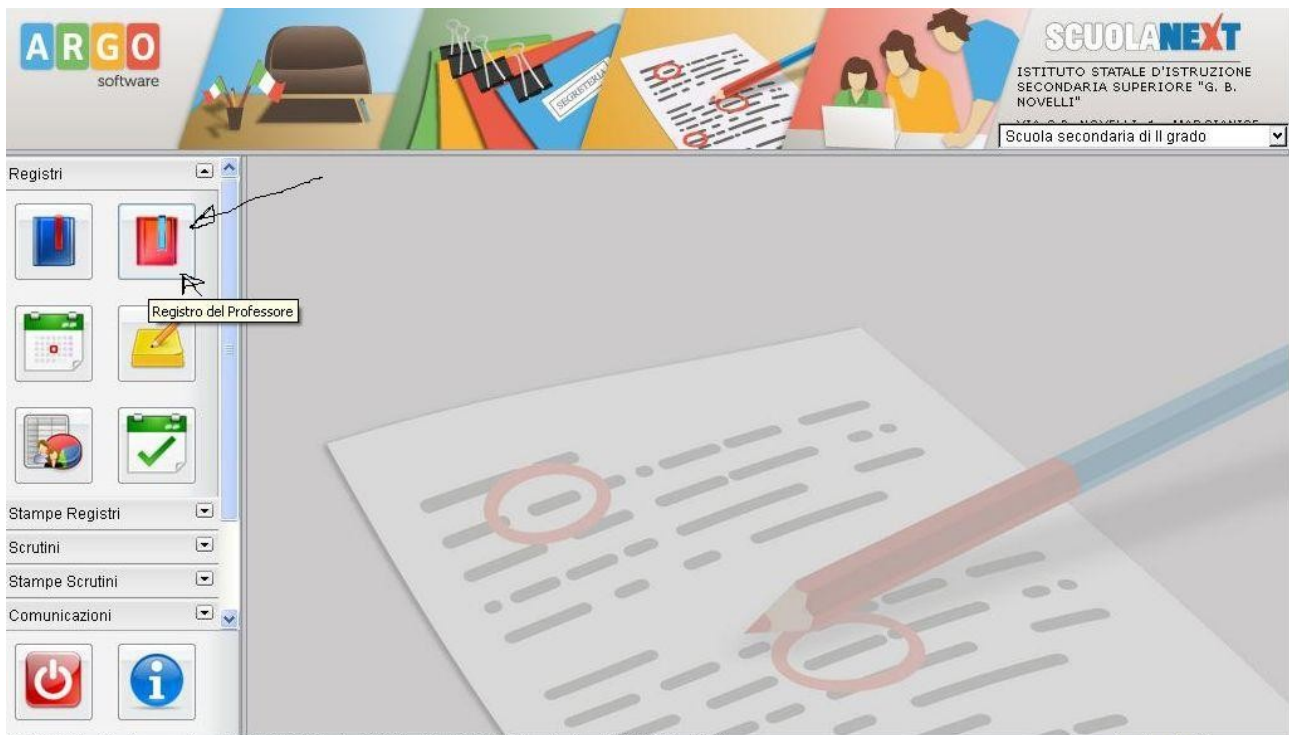 ARGO
software
SEGRETERIA
SCUOLANEXT
ISTITUTO STATALE D'ISTRUZIONE
SECONDARIA SUPERIORE "G. B.
NOVELLI"
Scuola secondaria di II grado
Registri
Registro del Professore
Stampe Registri
Scrutini
Stampe Scrutini
Comunicazioni